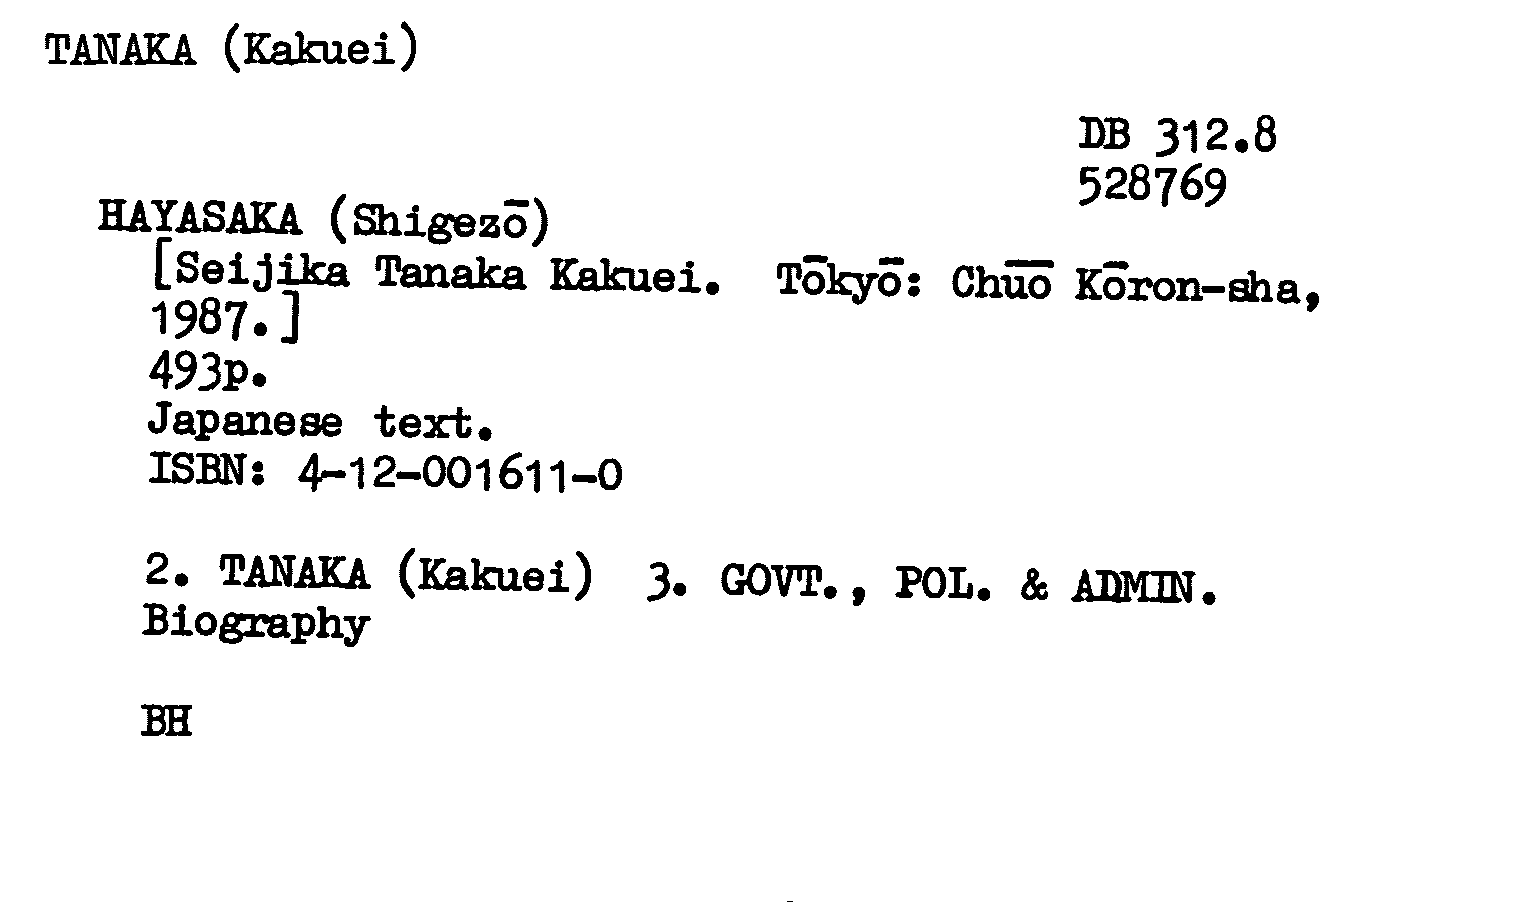 TANAKA (Kakuei)
DB 312.8
528769
HAYASAKA (Shigezō)
[Seijika Tanaka Kakuei. Tōkyō: Chūō Kōron-sha,
1987.]
493p.
Japanese text.
ISBN: 4-12-001611-0
2. TANAKA (Kakuei) 3. GOVT., POL. & ADMIN.
Biography
BH